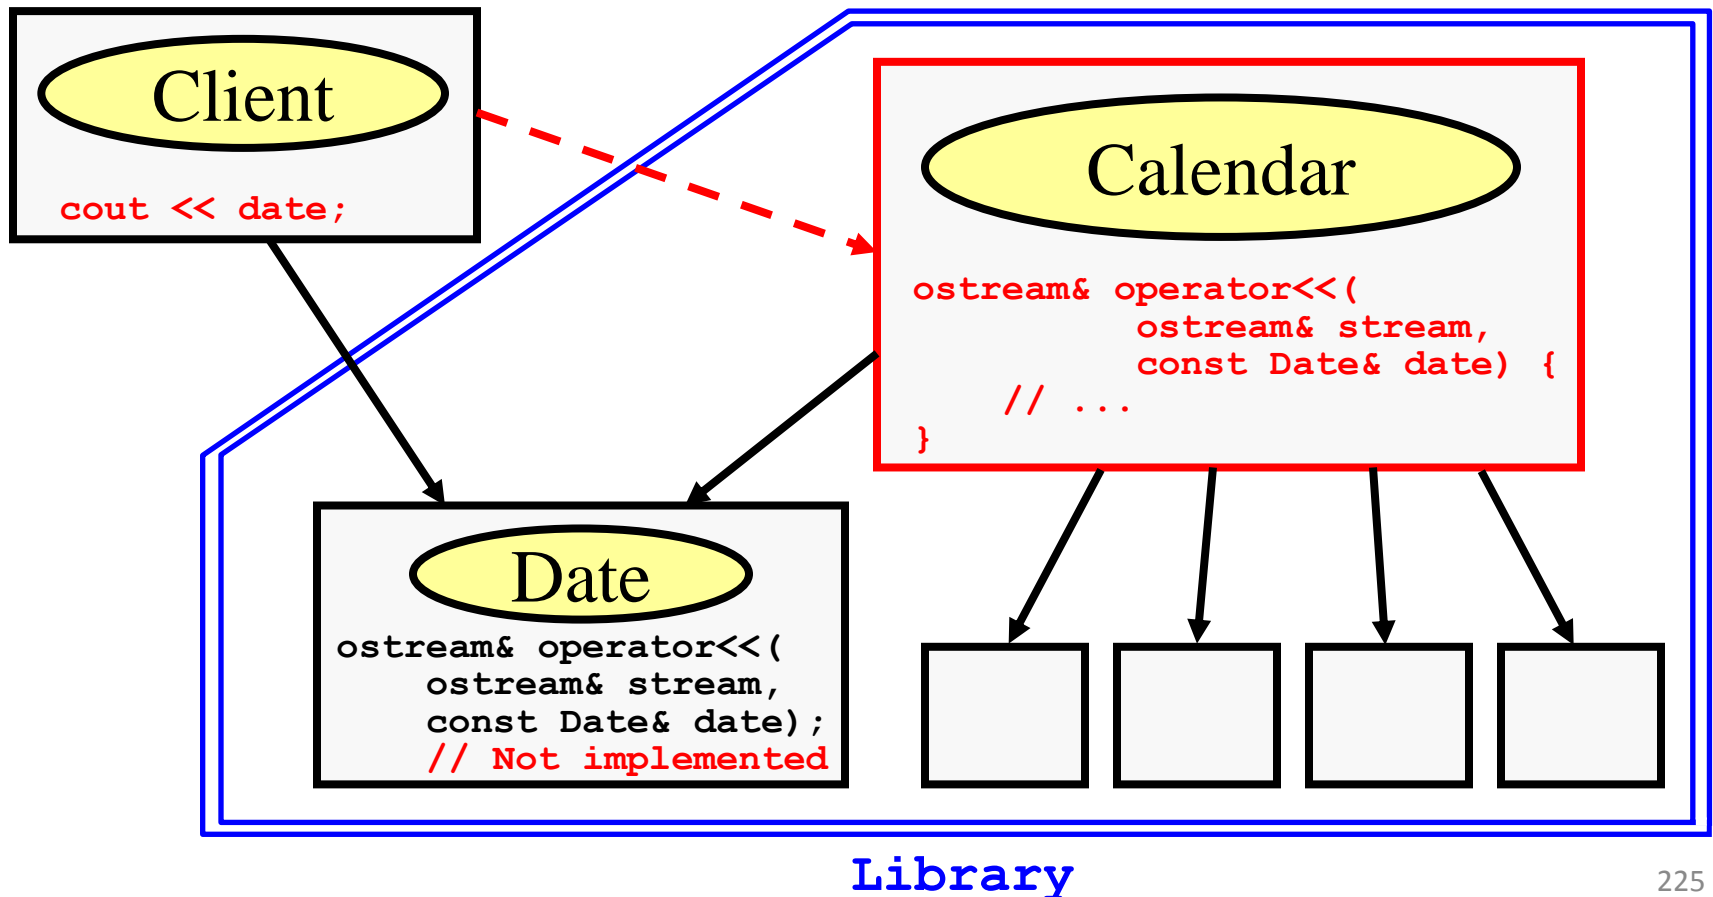 Client
cout << date;
Calendar
ostream& operator<<(
ostream& stream,
const Date& date) {
// ...
}
Date
ostream& operator<<(
ostream& stream,
const Date& date);
// Not implemented
Library
225